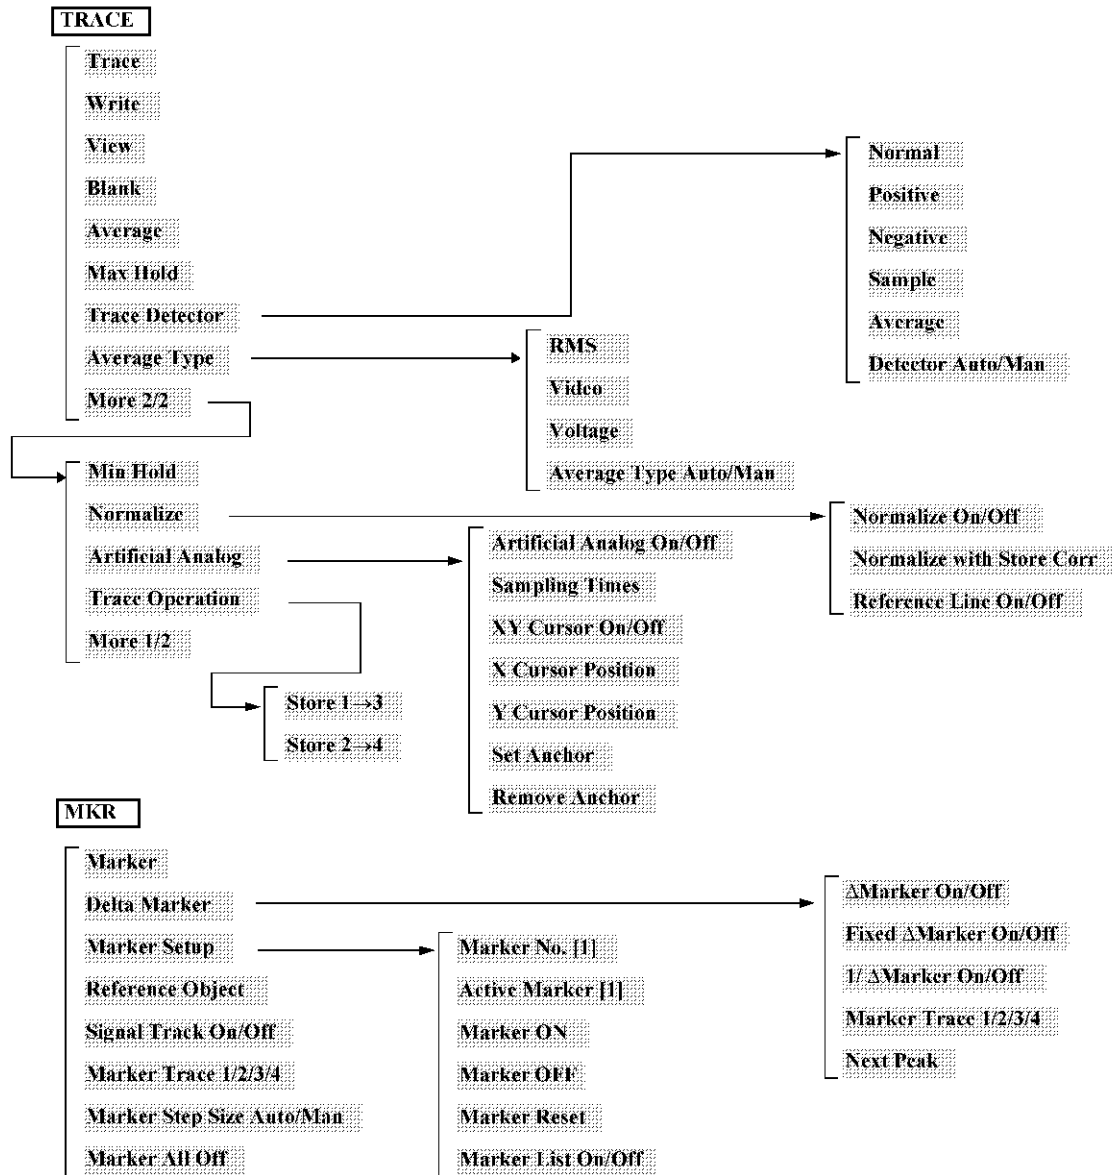 TRACE
Trace
Write
View
Blank
Average
Max Hold
Trace Detector
Average Type
More 2/2
Normal
Positive
Negative
Sample
Average
Detector Auto/Man
RMS
Video
Voltage
Average Type Auto/Man
Min Hold
Normalize
Artificial Analog
Trace Operation
More 1/2
Normalize On/Off
Normalize with Store Corr
Reference Line On/Off
Artificial Analog On/Off
Sampling Times
XY Cursor On/Off
X Cursor Position
Y Cursor Position
Set Anchor
Remove Anchor
Store 1→3
Store 2→4
MKR
Marker
Delta Marker
Marker Setup
Reference Object
Signal Track On/Off
Marker Trace 1/2/3/4
Marker Step Size Auto/Man
Marker All Off
Marker No. [1]
Active Marker [1]
Marker ON
Marker OFF
Marker Reset
Marker List On/Off
ΔMarker On/Off
Fixed ΔMarker On/Off
1/ ΔMarker On/Off
Marker Trace 1/2/3/4
Next Peak